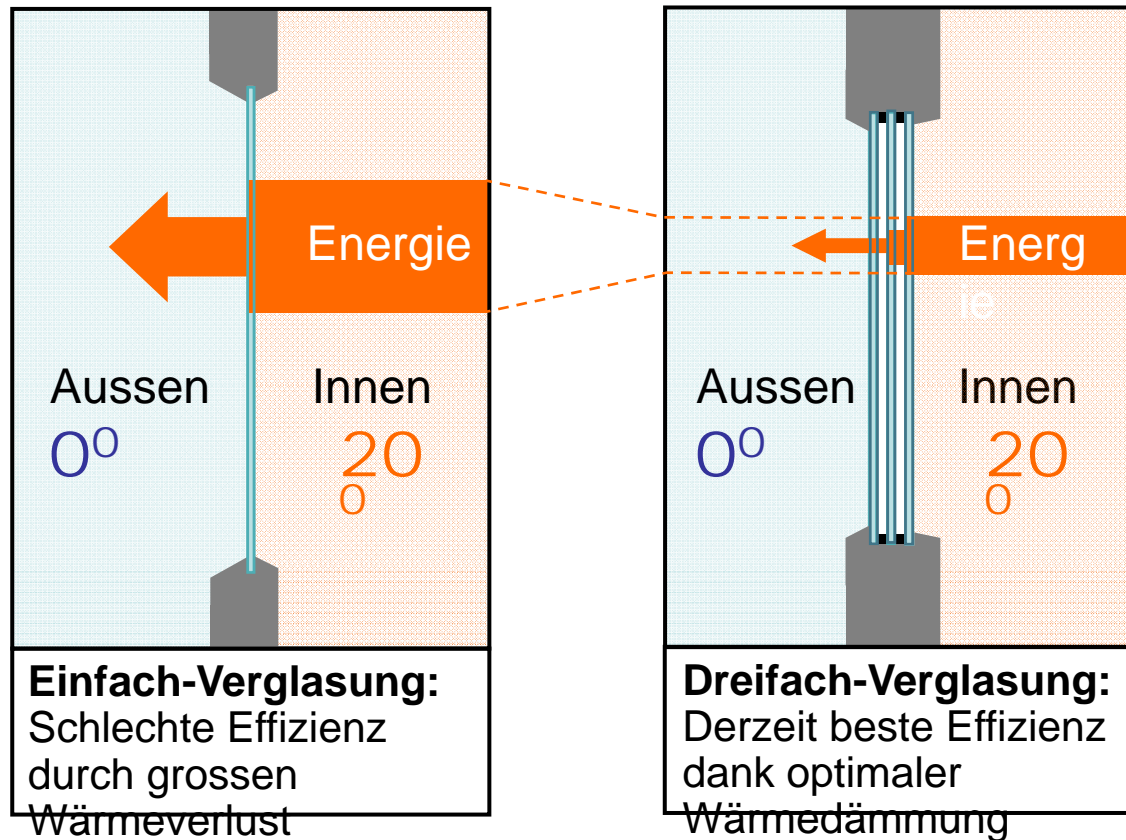 Energie
Aussen
Innen
0⁰
20
0
Einfach-Verglasung:
Schlechte Effizienz
durch grossen
Wärmeverlust
Energ
ie
Aussen
Innen
0⁰
20
0
Dreifach-Verglasung:
Derzeit beste Effizienz
dank optimaler
Wärmedämmung